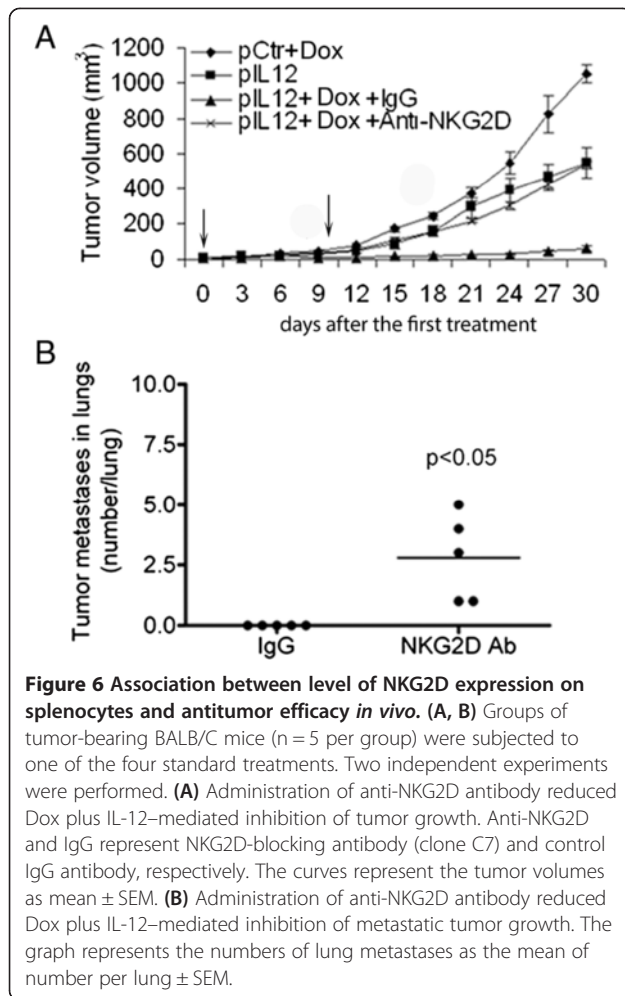 A
Tumor volume (mm³)
1200
1000
800
600
400
200
0
pCtr+Dox
pIL12
pIL12+ Dox +IgG
pIL12+ Dox +Anti-NKG2D
0 3 6 9 12 15 18 21 24 27 30
days after the first treatment
B
Tumor metastases in lungs
(number/lung)
10.0
7.5
5.0
2.5
0.0
p<0.05
IgG NKG2D Ab
Figure 6 Association between level of NKG2D expression on
splenocytes and antitumor efficacy in vivo. (A, B) Groups of
tumor-bearing BALB/C mice (n = 5 per group) were subjected to
one of the four standard treatments. Two independent experiments
were performed. (A) Administration of anti-NKG2D antibody reduced
Dox plus IL-12–mediated inhibition of tumor growth. Anti-NKG2D
and IgG represent NKG2D-blocking antibody (clone C7) and control
IgG antibody, respectively. The curves represent the tumor volumes
as mean ± SEM. (B) Administration of anti-NKG2D antibody reduced
Dox plus IL-12–mediated inhibition of metastatic tumor growth. The
graph represents the numbers of lung metastases as the mean of
number per lung ± SEM.